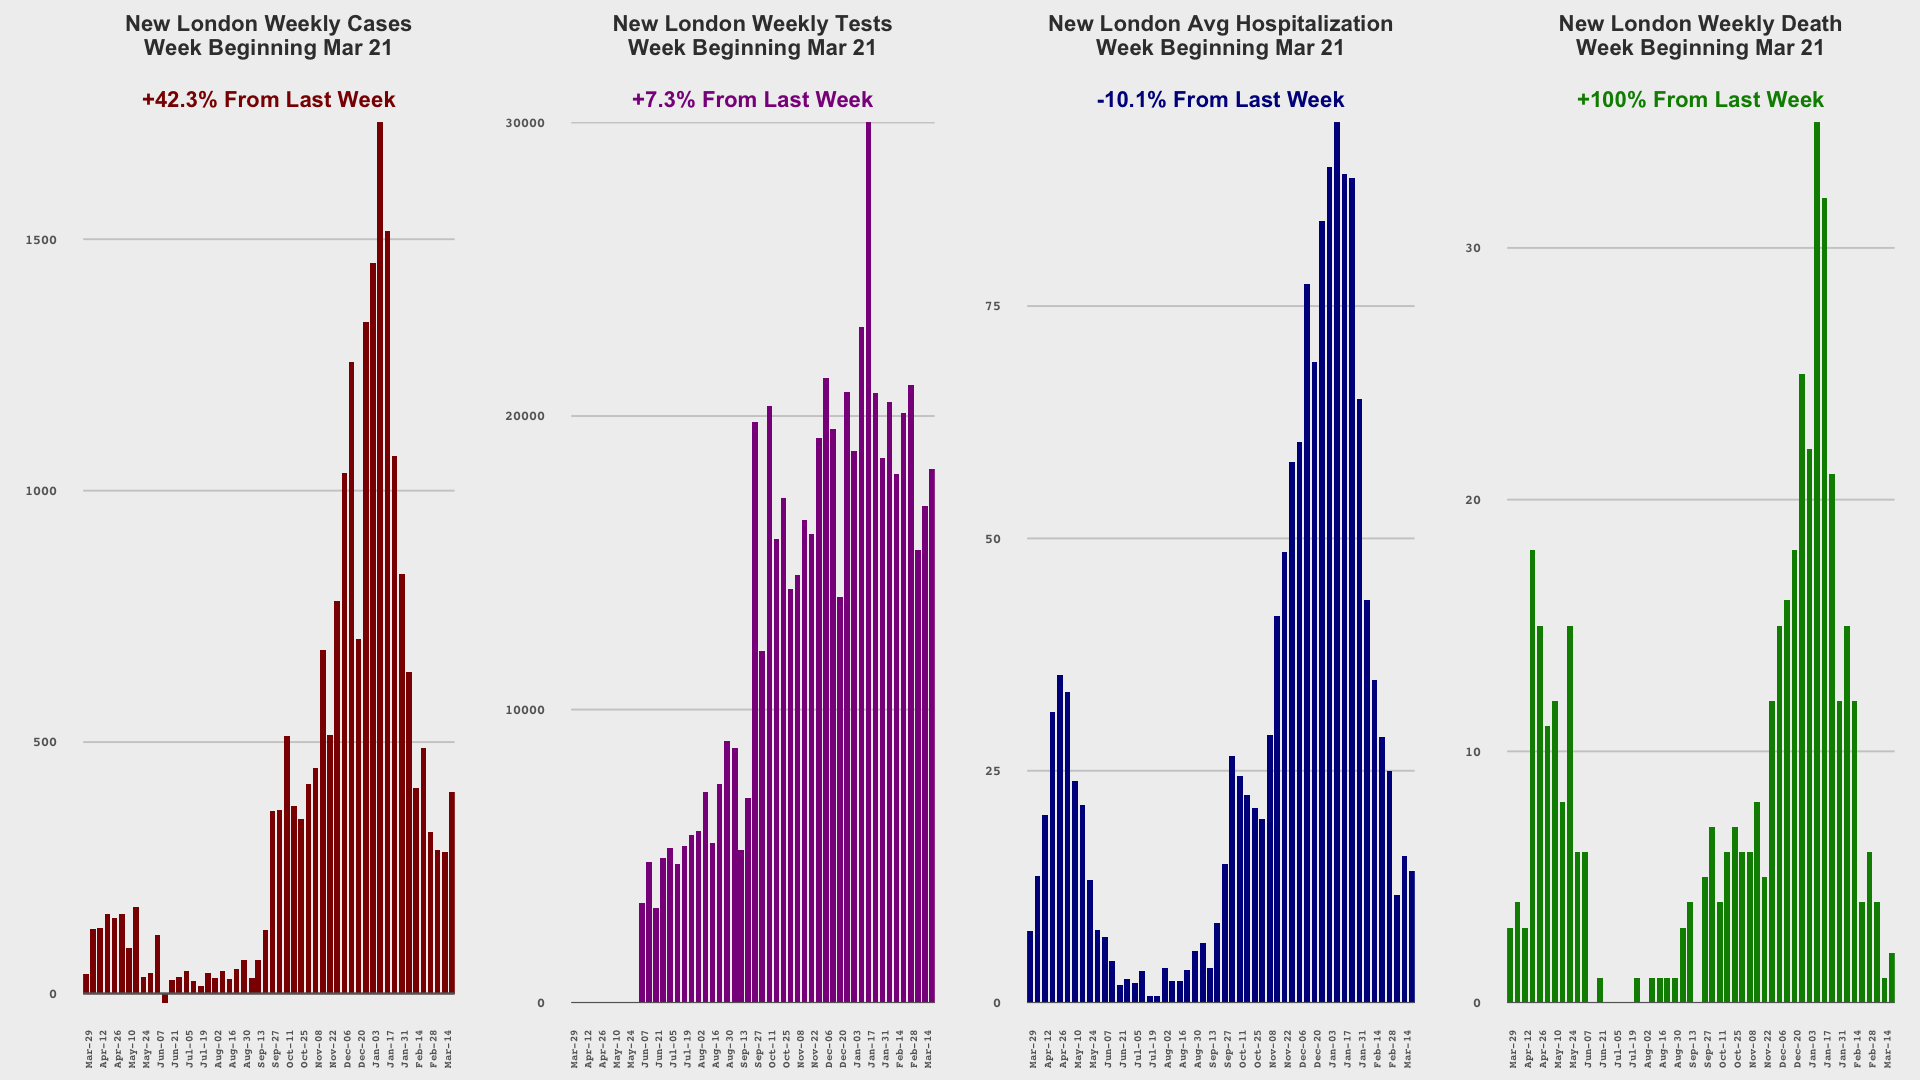 New London Weekly Cases
Week Beginning Mar 21
+42.3% From Last Week
1500
1000
500
0
Mar-29
Apr-12
Apr-26
May-10
May-24
Jun-07
Jun-21
Jul-05
Jul-19
Aug-02
Aug-16
Aug-30
Sep-13
Sep-27
Oct-11
Oct-25
Nov-08
Nov-22
Dec-06
Dec-20
Jan-03
Jan-17
Jan-31
Feb-14
Feb-28
Mar-14
New London Weekly Tests
Week Beginning Mar 21
+7.3% From Last Week
30000
20000
10000
0
Mar-29
Apr-12
Apr-26
May-10
May-24
Jun-07
Jun-21
Jul-05
Jul-19
Aug-02
Aug-16
Aug-30
Sep-13
Sep-27
Oct-11
Oct-25
Nov-08
Nov-22
Dec-06
Dec-20
Jan-03
Jan-17
Jan-31
Feb-14
Feb-28
Mar-14
New London Avg Hospitalization
Week Beginning Mar 21
-10.1% From Last Week
75
50
25
0
Mar-29
Apr-12
Apr-26
May-10
May-24
Jun-07
Jun-21
Jul-05
Jul-19
Aug-02
Aug-16
Aug-30
Sep-13
Sep-27
Oct-11
Oct-25
Nov-08
Nov-22
Dec-06
Dec-20
Jan-03
Jan-17
Jan-31
Feb-14
Feb-28
Mar-14
New London Weekly Death
Week Beginning Mar 21
+100% From Last Week
30
20
10
0
Mar-29
Apr-12
Apr-26
May-10
May-24
Jun-07
Jun-21
Jul-05
Jul-19
Aug-02
Aug-16
Aug-30
Sep-13
Sep-27
Oct-11
Oct-25
Nov-08
Nov-22
Dec-06
Dec-20
Jan-03
Jan-17
Jan-31
Feb-14
Feb-28
Mar-14